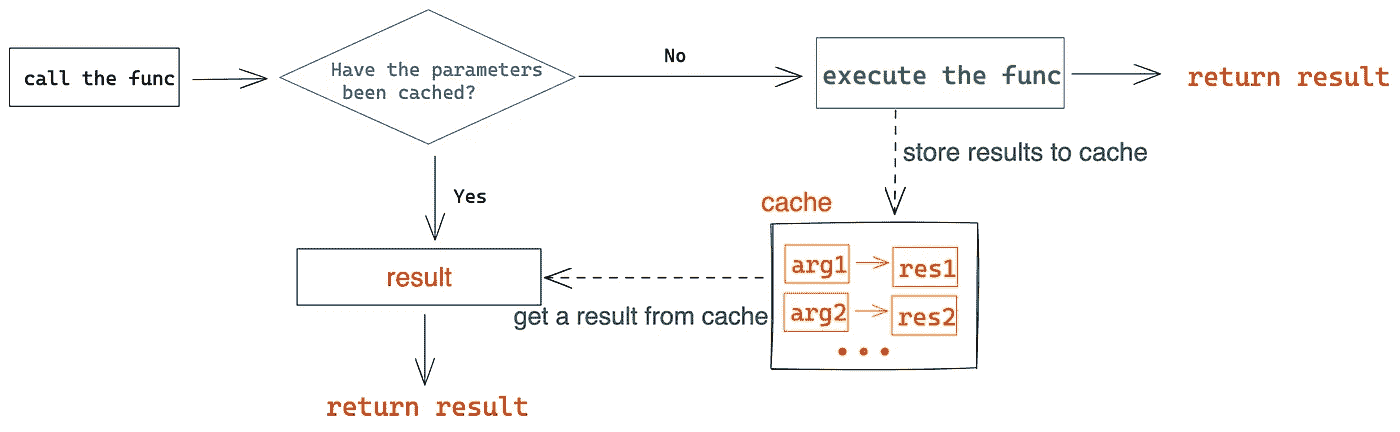 call the func
Have the parameters
been cached?
No
execute the func
return result
Yes
store results to cache
cache
arg1
res1
arg2
res2
result
get a result from cache
return result